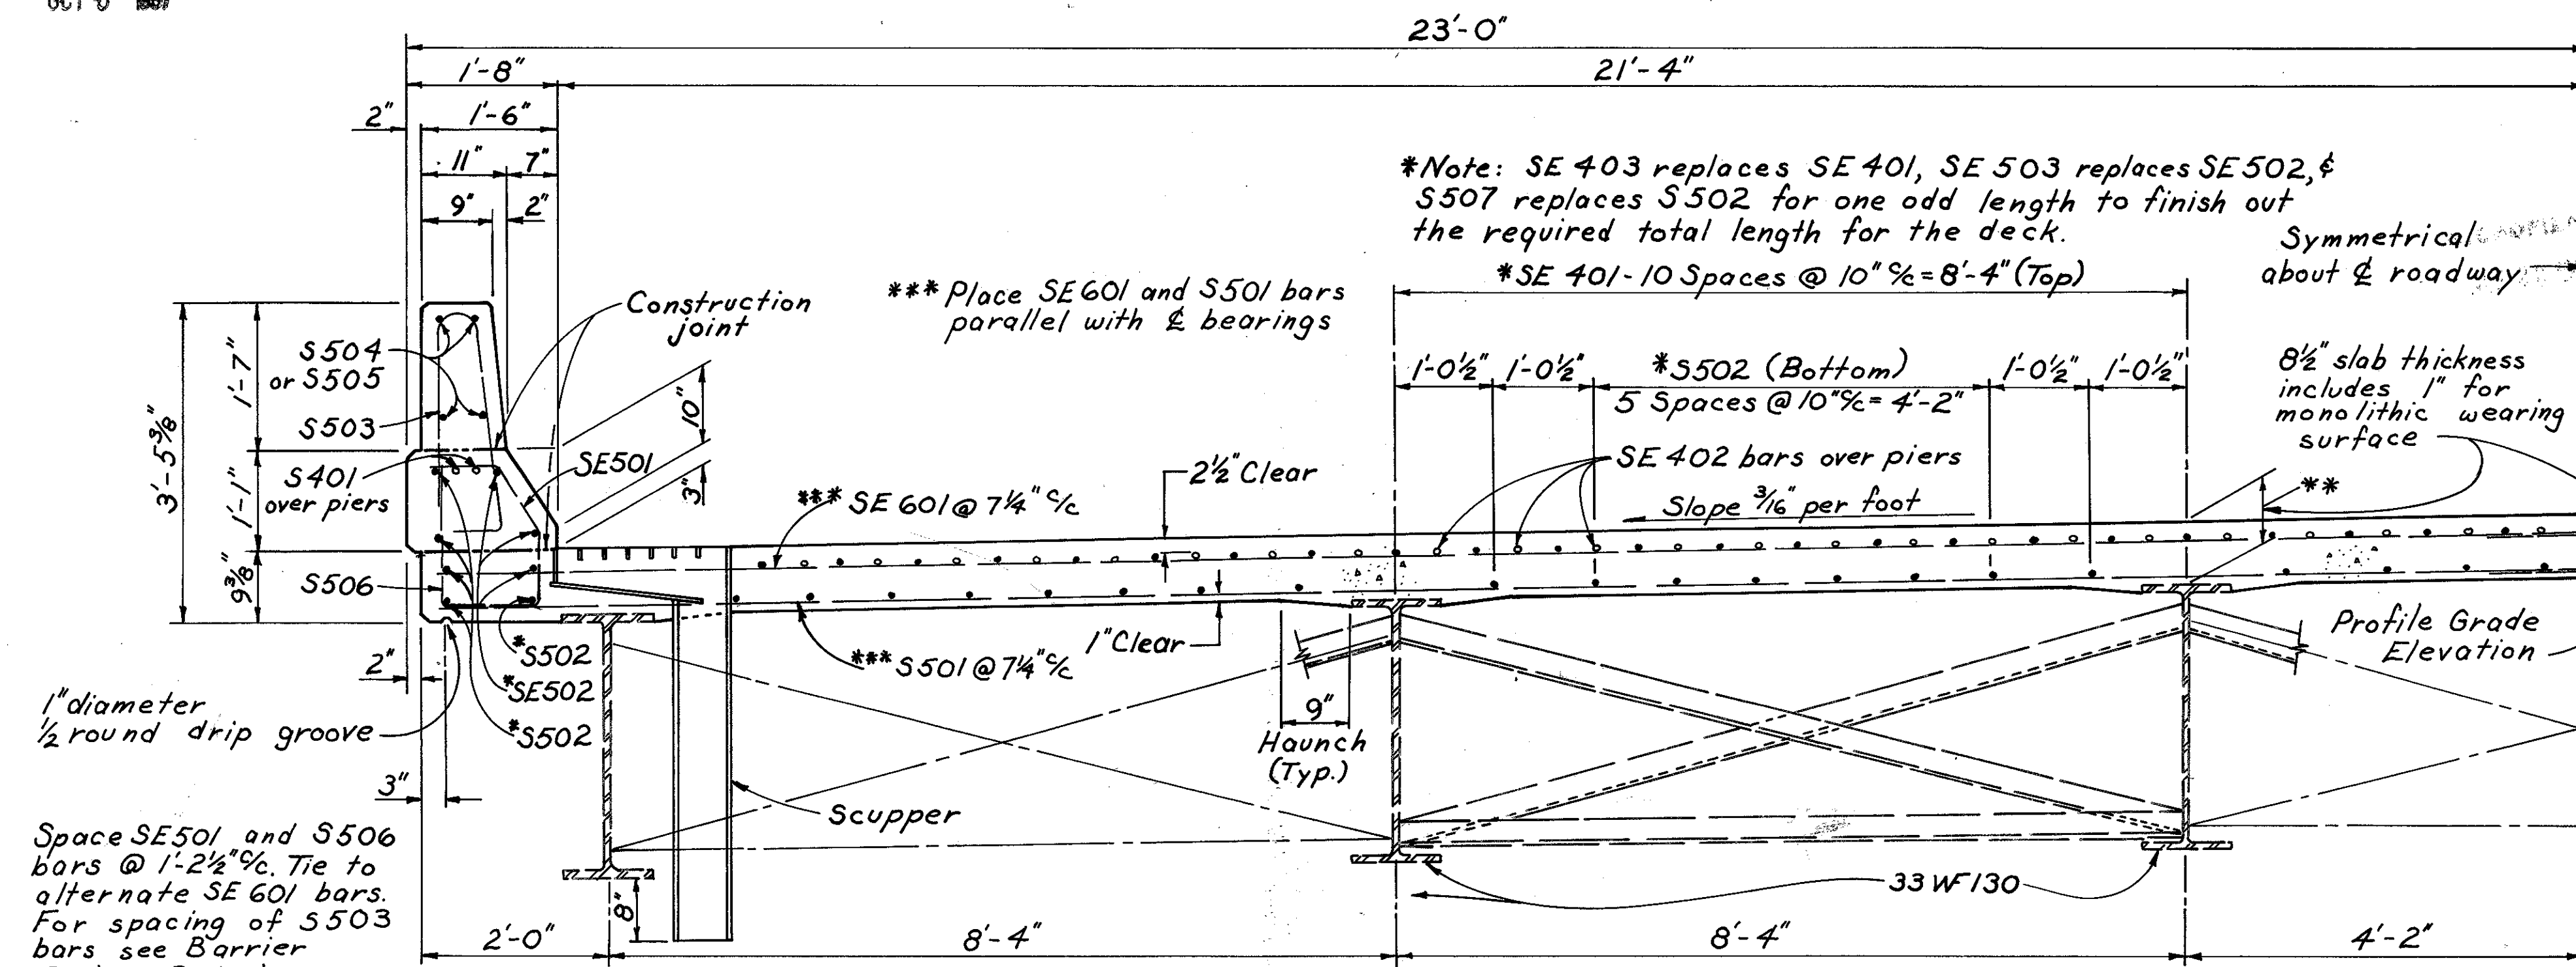 OCT 6
23'-0"
1'-8"
21'-4"
2"
1'-6"
11"
7"
9"
2"
*Note: SE 403 replaces SE 401, SE 503 replaces SE 502, &
S507 replaces S502 for one odd length to finish out
the required total length for the deck.
Symmetrical
about ℄ roadway
*SE 401-10 Spaces @ 10" c/c = 8'-4" (Top)
*** Place SE 601 and S501 bars
parallel with ℄ bearings
Construction
joint
S504
or S505
S503
1'-7"
3'-5 3/8"
1'-1"
9 3/8"
10"
3"
1'-0½"
1'-0½"
*S502 (Bottom)
5 Spaces @ 10" c/c = 4'-2"
1'-0½"
1'-0½"
8½" slab thickness
includes 1" for
monolithic wearing
surface
**
S401
over piers
SE501
2½" Clear
SE 402 bars over piers
*** SE 601 @ 7¼" c/c
Slope 3/16" per foot
S506
*S502
*SE502
*S502
*** S501 @ 7¼" c/c
1" Clear
2"
1" diameter
½ round drip groove
3"
9"
Haunch
(Typ.)
Profile Grade
Elevation
Scupper
Space SE501 and S506
bars @ 1'-2½" c/c. Tie to
alternate SE 601 bars.
For spacing of S503
bars see Barrier
33 WF 130
8"
2'-0"
8'-4"
8'-4"
4'-2"